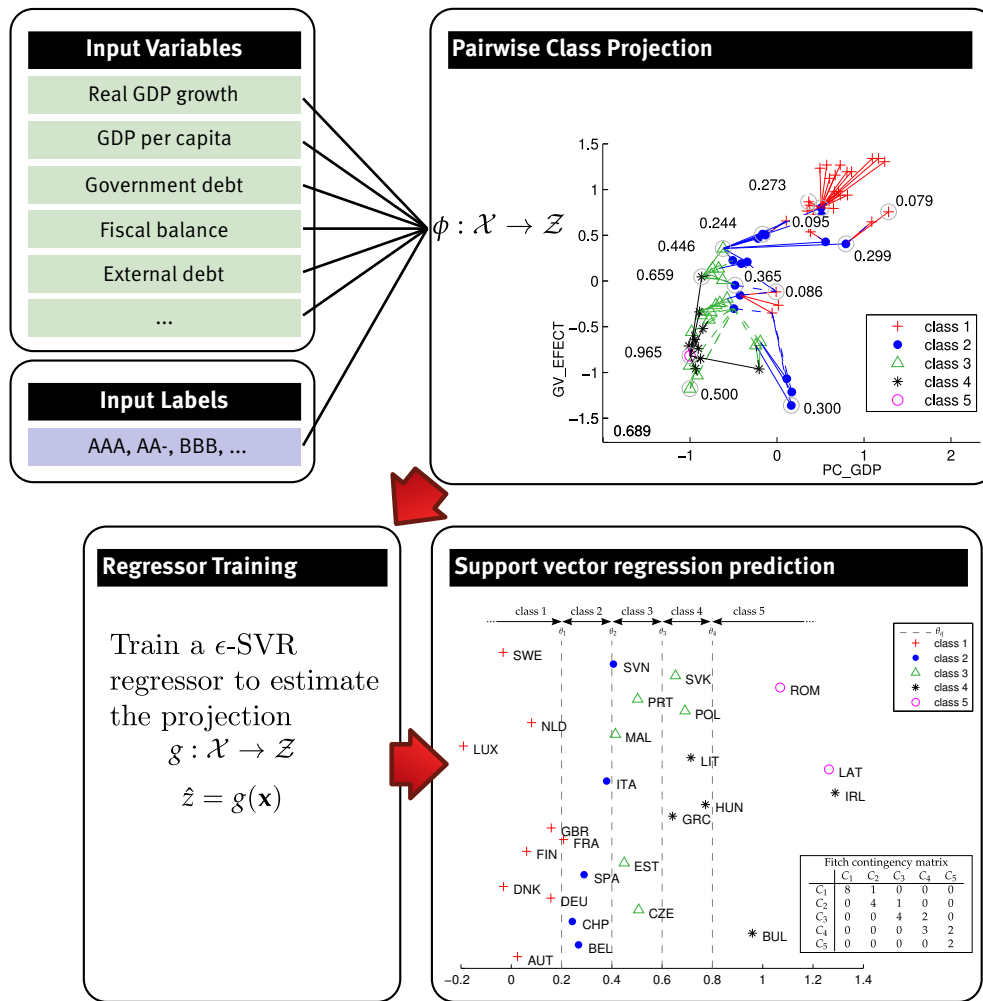 Input Variables
Real GDP growth
GDP per capita
Government debt
Fiscal balance
External debt
...
Input Labels
AAA, AA-, BBB, ...
ϕ : 𝒳 → 𝒵
Pairwise Class Projection
1.5
1
0.5
0
−0.5
−1
−1.5
GV_EFFECT
0.273
0.079
0.244
0.095
0.446
0.299
0.659
0.365
0.086
0.965
0.500
0.300
0.689
class 1
class 2
class 3
class 4
class 5
−1 0 1 2
PC_GDP
Regressor Training
Train a ϵ-SVR
regressor to estimate
the projection
g : 𝒳 → 𝒵
ẑ = g(x)
Support vector regression prediction
class 1 class 2 class 3 class 4 class 5
θ₁ θ₂ θ₃ θ₄
θq
class 1
class 2
class 3
class 4
class 5
SWE
SVN
SVK
ROM
PRT
POL
NLD
MAL
LUX
LIT
LAT
ITA
IRL
HUN
GRC
GBR
FRA
FIN
EST
SPA
DNK
DEU
CZE
CHP
BUL
BEL
AUT
Fitch contingency matrix
C₁ C₂ C₃ C₄ C₅
C₁ 8 1 0 0 0
C₂ 0 4 1 0 0
C₃ 0 0 4 2 0
C₄ 0 0 0 3 2
C₅ 0 0 0 0 2
−0.2 0 0.2 0.4 0.6 0.8 1 1.2 1.4